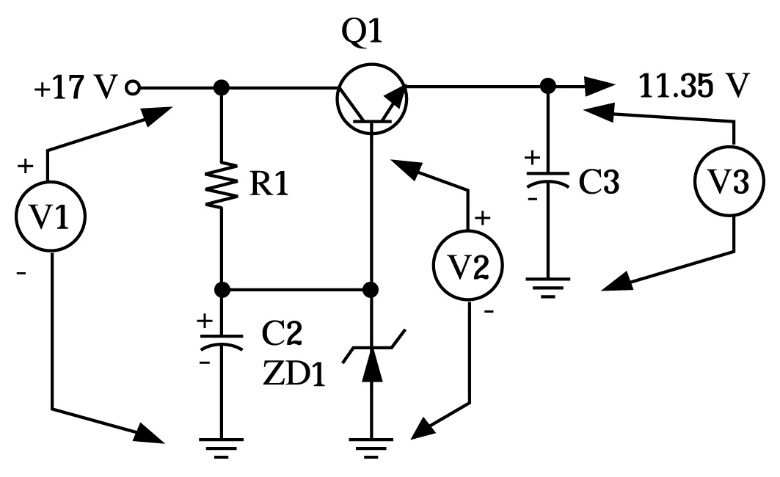 Q1
+17 V
11.35 V
+
V1
-
R1
+
V2
-
+
-
C3
V3
+
-
C2
ZD1